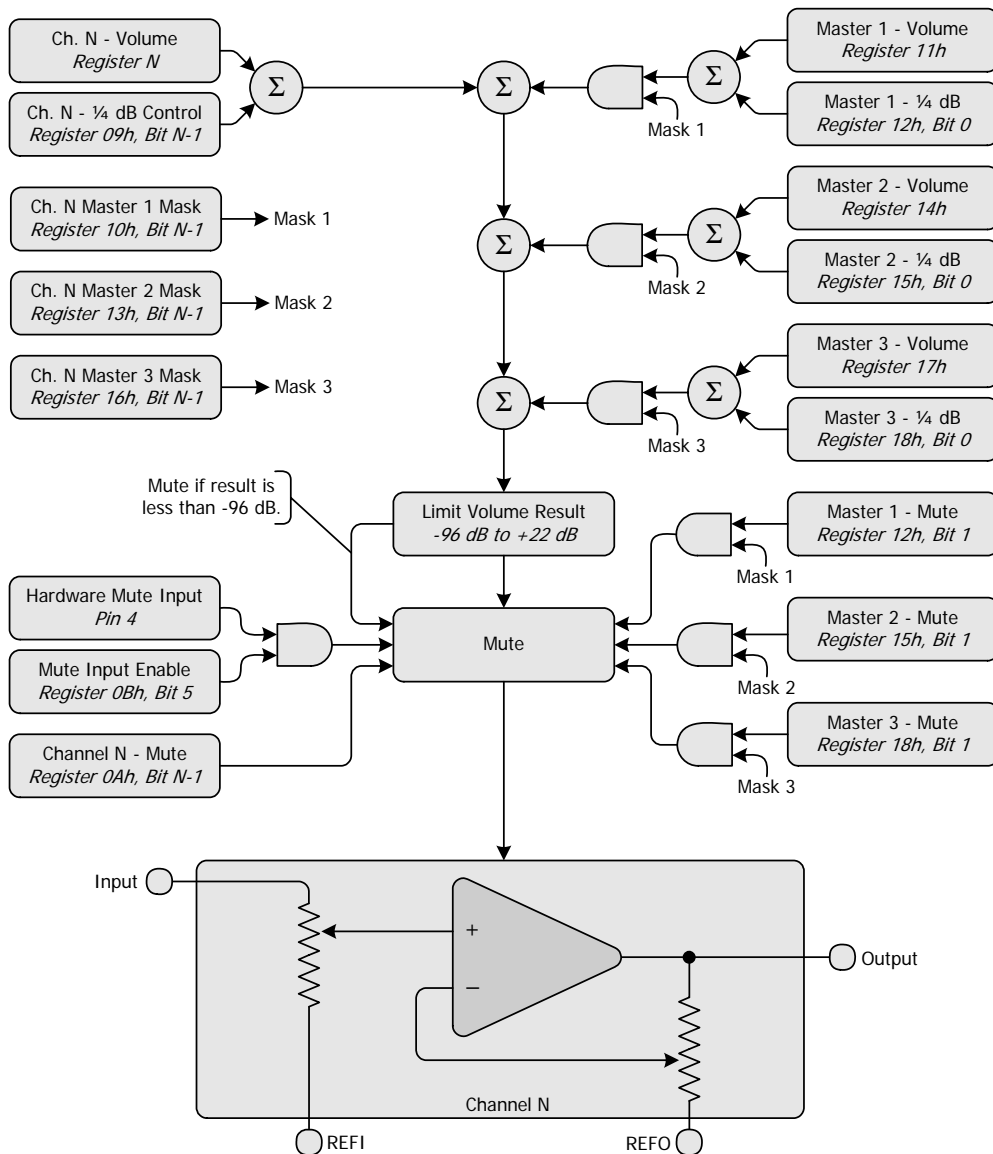 Ch. N - Volume
Register N
Ch. N - ¼ dB Control
Register 09h, Bit N-1
Σ
Σ
Mask 1
Σ
Master 1 - Volume
Register 11h
Master 1 - ¼ dB
Register 12h, Bit 0
Ch. N Master 1 Mask
Register 10h, Bit N-1
Mask 1
Ch. N Master 2 Mask
Register 13h, Bit N-1
Mask 2
Ch. N Master 3 Mask
Register 16h, Bit N-1
Mask 3
Σ
Mask 2
Σ
Master 2 - Volume
Register 14h
Master 2 - ¼ dB
Register 15h, Bit 0
Σ
Mask 3
Σ
Master 3 - Volume
Register 17h
Master 3 - ¼ dB
Register 18h, Bit 0
Mute if result is
less than -96 dB.
Limit Volume Result
-96 dB to +22 dB
Master 1 - Mute
Register 12h, Bit 1
Mask 1
Hardware Mute Input
Pin 4
Mute Input Enable
Register 0Bh, Bit 5
Mute
Master 2 - Mute
Register 15h, Bit 1
Mask 2
Channel N - Mute
Register 0Ah, Bit N-1
Master 3 - Mute
Register 18h, Bit 1
Mask 3
Input
+
−
Output
Channel N
REFI
REFO